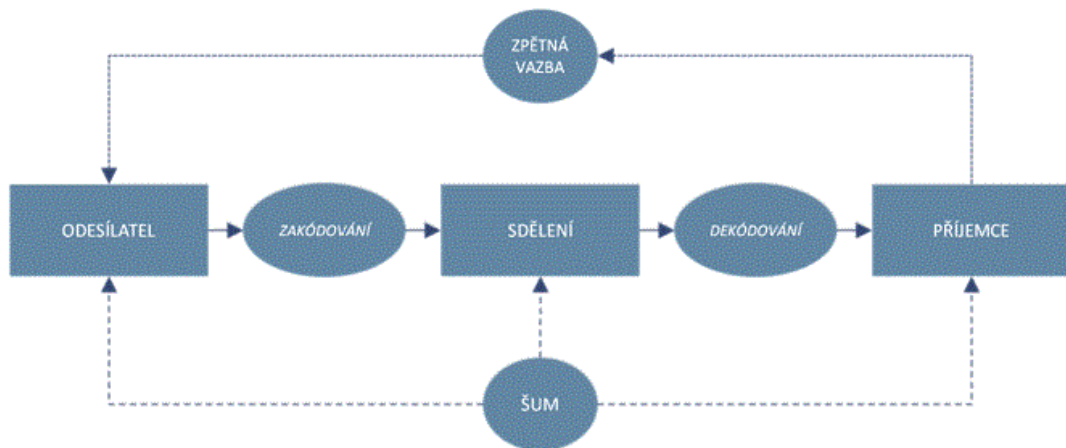 ZPĚTNÁ
VAZBA
ODESÍLATEL
ZAKÓDOVÁNÍ
SDĚLENÍ
DEKÓDOVÁNÍ
PŘÍJEMCE
ŠUM